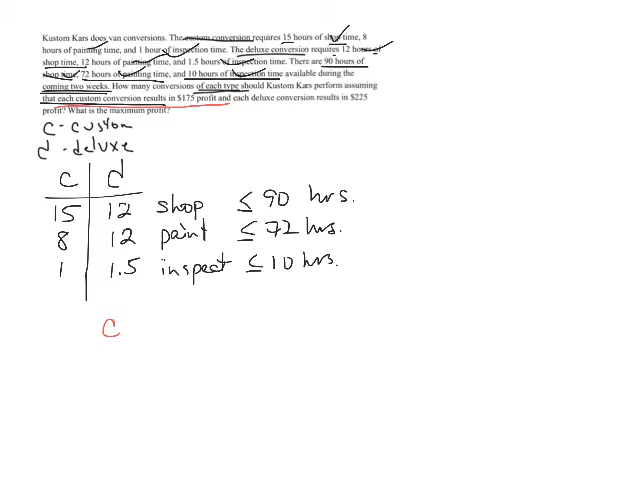 Kustom Kars does van conversions. The custom conversion requires 15 hours of shop time, 8
hours of painting time, and 1 hour of inspection time. The deluxe conversion requires 12 hours of
shop time, 12 hours of painting time, and 1.5 hours of inspection time. There are 90 hours of
shop time, 72 hours of painting time, and 10 hours of inspection time available during the
coming two weeks. How many conversions of each type should Kustom Kars perform assuming
that each custom conversion results in $175 profit and each deluxe conversion results in $225
profit? What is the maximum profit?
c - custom
d - deluxe
c d
15 12 shop ≤ 90 hrs.
8 12 paint ≤ 72 hrs.
1 1.5 inspect ≤ 10 hrs.
C